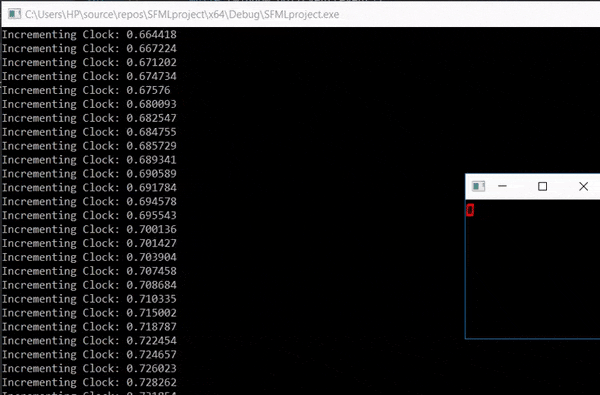 C:\Users\HP\source\repos\SFMLproject\x64\Debug\SFMLproject.exe
Incrementing Clock: 0.664418
Incrementing Clock: 0.667224
Incrementing Clock: 0.671202
Incrementing Clock: 0.674734
Incrementing Clock: 0.67576
Incrementing Clock: 0.680093
Incrementing Clock: 0.682547
Incrementing Clock: 0.684755
Incrementing Clock: 0.685729
Incrementing Clock: 0.689341
Incrementing Clock: 0.690589
Incrementing Clock: 0.691784
Incrementing Clock: 0.694578
Incrementing Clock: 0.695543
Incrementing Clock: 0.700136
Incrementing Clock: 0.701427
Incrementing Clock: 0.703904
Incrementing Clock: 0.707458
Incrementing Clock: 0.708684
Incrementing Clock: 0.710335
Incrementing Clock: 0.715002
Incrementing Clock: 0.718787
Incrementing Clock: 0.722454
Incrementing Clock: 0.724657
Incrementing Clock: 0.726023
Incrementing Clock: 0.728262
Incrementing Clock:
0